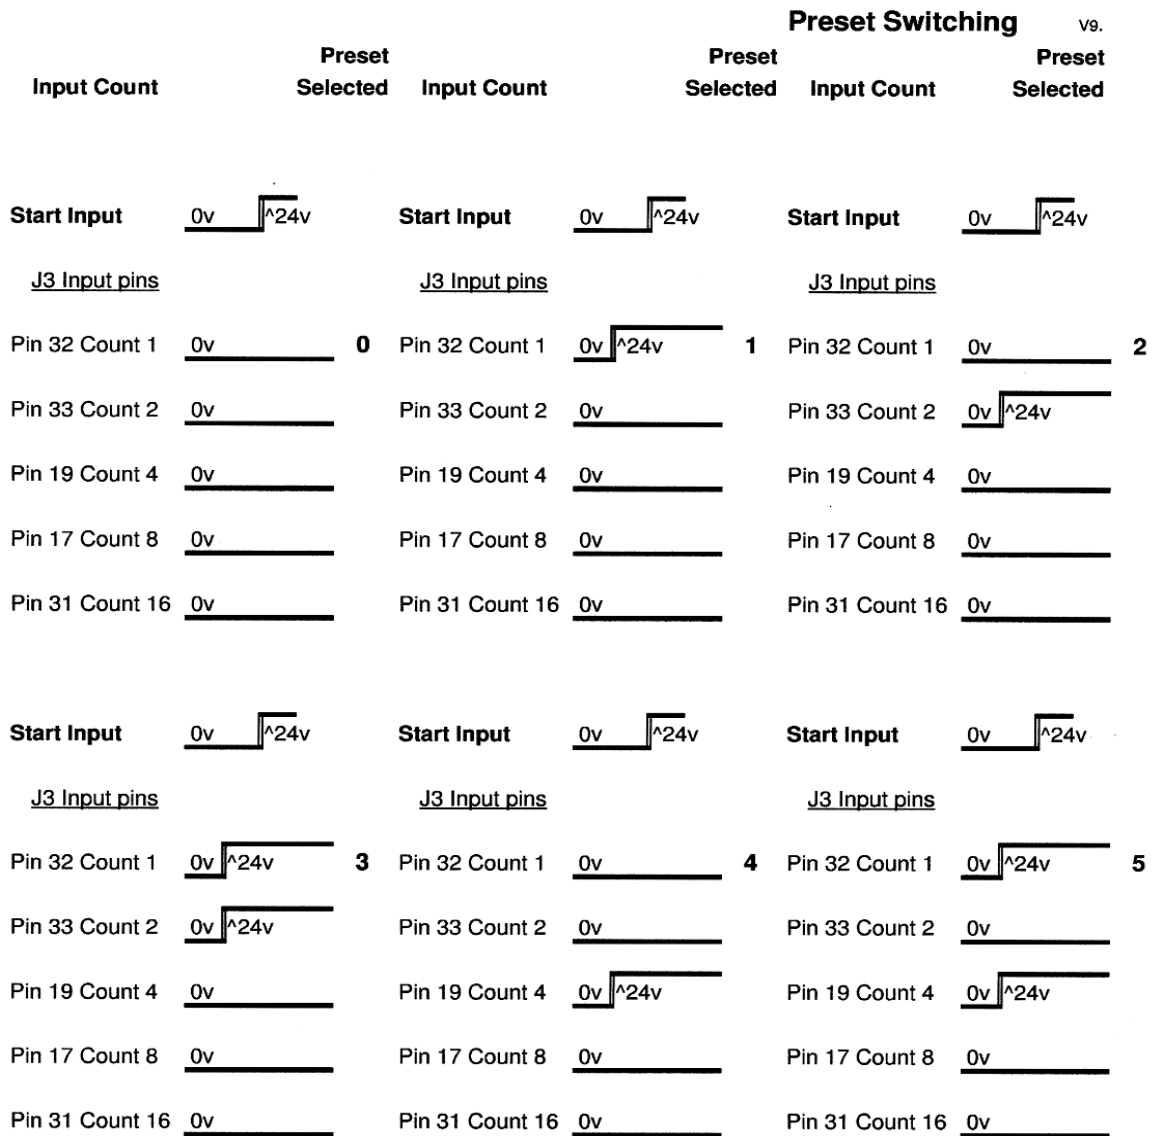 Preset Switching V9.
Preset Preset Preset
Input Count Selected Input Count Selected Input Count Selected
Start Input 0v ^24v Start Input 0v ^24v Start Input 0v ^24v
J3 Input pins J3 Input pins J3 Input pins
Pin 32 Count 1 0v 0 Pin 32 Count 1 0v ^24v 1 Pin 32 Count 1 0v 2
Pin 33 Count 2 0v Pin 33 Count 2 0v Pin 33 Count 2 0v ^24v
Pin 19 Count 4 0v Pin 19 Count 4 0v Pin 19 Count 4 0v
Pin 17 Count 8 0v Pin 17 Count 8 0v Pin 17 Count 8 0v
Pin 31 Count 16 0v Pin 31 Count 16 0v Pin 31 Count 16 0v
Start Input 0v ^24v Start Input 0v ^24v Start Input 0v ^24v
J3 Input pins J3 Input pins J3 Input pins
Pin 32 Count 1 0v ^24v 3 Pin 32 Count 1 0v 4 Pin 32 Count 1 0v ^24v 5
Pin 33 Count 2 0v ^24v Pin 33 Count 2 0v Pin 33 Count 2 0v
Pin 19 Count 4 0v Pin 19 Count 4 0v ^24v Pin 19 Count 4 0v ^24v
Pin 17 Count 8 0v Pin 17 Count 8 0v Pin 17 Count 8 0v
Pin 31 Count 16 0v Pin 31 Count 16 0v Pin 31 Count 16 0v